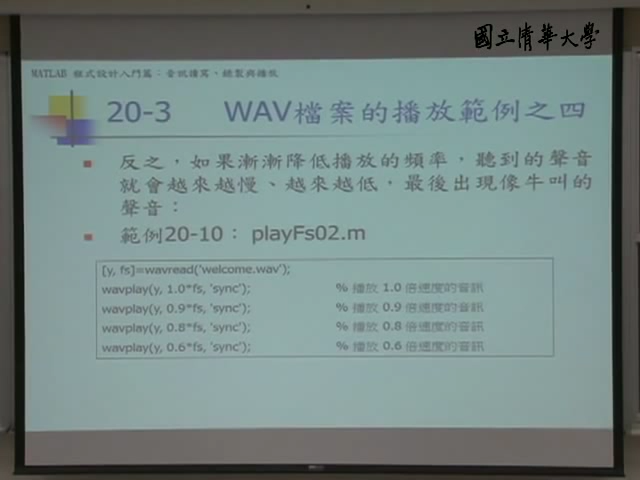 國立清華大學
MATLAB 程式設計入門篇：音訊讀寫、錄製與播放
20-3 WAV檔案的播放範例之四
反之，如果漸漸降低播放的頻率，聽到的聲音
就會越來越慢、越來越低，最後出現像牛叫的
聲音：
範例20-10： playFs02.m
[y, fs]=wavread('welcome.wav');
wavplay(y, 1.0*fs, 'sync'); % 播放 1.0 倍速度的音訊
wavplay(y, 0.9*fs, 'sync'); % 播放 0.9 倍速度的音訊
wavplay(y, 0.8*fs, 'sync'); % 播放 0.8 倍速度的音訊
wavplay(y, 0.6*fs, 'sync'); % 播放 0.6 倍速度的音訊